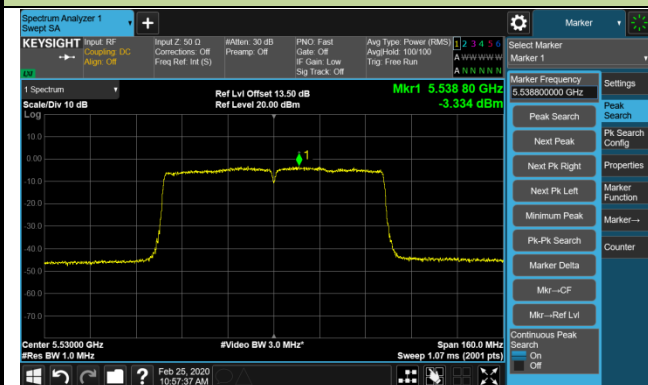 Spectrum Analyzer 1
Swept SA
Marker
KEYSIGHT
Input: RF
Coupling: DC
Align: Off
Input Z: 50 Ω
Corrections: Off
Freq Ref: Int (S)
#Atten: 30 dB
Preamp: Off
PNO: Fast
Gate: Off
IF Gain: Low
Sig Track: Off
Avg Type: Power (RMS)
Avg|Hold: 100/100
Trig: Free Run
1 2 3 4 5 6
A W W W W W
A N N N N N
LXI
Select Marker
Marker 1
1 Spectrum
Scale/Div 10 dB
Log
Ref Lvl Offset 13.50 dB
Ref Level 20.00 dBm
Mkr1 5.538 80 GHz
-3.334 dBm
10.0
0.00
-10.0
-20.0
-30.0
-40.0
-50.0
-60.0
-70.0
1
Center 5.53000 GHz
#Res BW 1.0 MHz
#Video BW 3.0 MHz*
Span 160.0 MHz
Sweep 1.07 ms (2001 pts)
Marker Frequency
5.538800000 GHz
Peak Search
Next Peak
Next Pk Right
Next Pk Left
Minimum Peak
Pk-Pk Search
Marker Delta
Mkr→CF
Mkr→Ref Lvl
Continuous Peak
Search
On
Off
Settings
Peak
Search
Pk Search
Config
Properties
Marker
Function
Marker→
Counter
Feb 25, 2020
10:57:37 AM